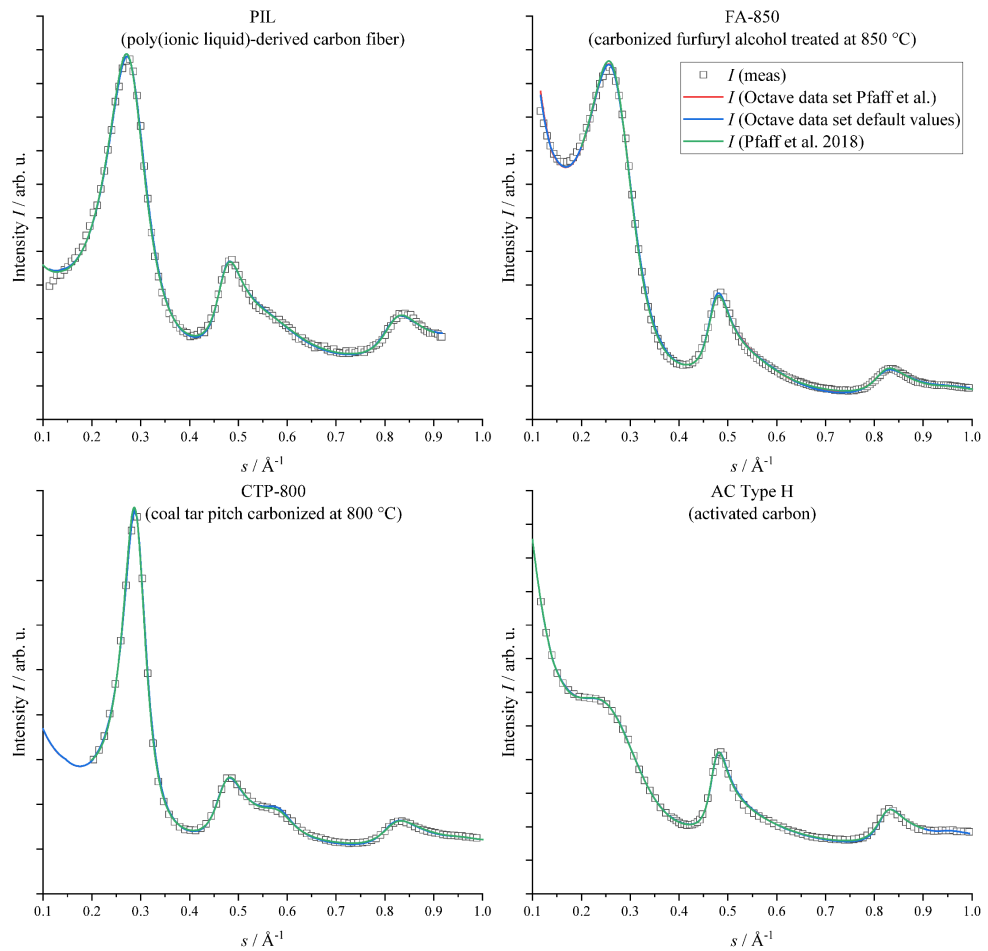 PIL
(poly(ionic liquid)-derived carbon fiber)
Intensity I / arb. u.
0.1 0.2 0.3 0.4 0.5 0.6 0.7 0.8 0.9 1.0
s / Å-1
FA-850
(carbonized furfuryl alcohol treated at 850 °C)
I (meas)
I (Octave data set Pfaff et al.)
I (Octave data set default values)
I (Pfaff et al. 2018)
Intensity I / arb. u.
0.1 0.2 0.3 0.4 0.5 0.6 0.7 0.8 0.9 1.0
s / Å-1
CTP-800
(coal tar pitch carbonized at 800 °C)
Intensity I / arb. u.
0.1 0.2 0.3 0.4 0.5 0.6 0.7 0.8 0.9 1.0
s / Å-1
AC Type H
(activated carbon)
Intensity I / arb. u.
0.1 0.2 0.3 0.4 0.5 0.6 0.7 0.8 0.9 1.0
s / Å-1